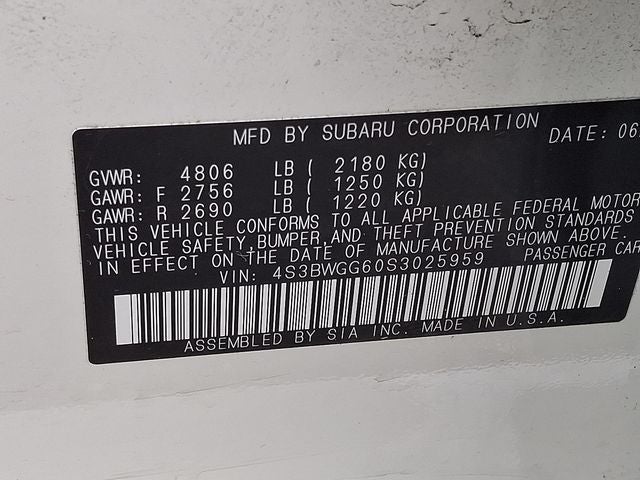 MFD BY SUBARU CORPORATION DATE: 06
GVWR: 4806 LB ( 2180 KG)
GAWR: F 2756 LB ( 1250 KG)
GAWR: R 2690 LB ( 1220 KG)
THIS VEHICLE CONFORMS TO ALL APPLICABLE FEDERAL MOTOR
VEHICLE SAFETY,BUMPER,AND THEFT PREVENTION STANDARDS
IN EFFECT ON THE DATE OF MANUFACTURE SHOWN ABOVE.
VIN: 4S3BWGG60S3025959 PASSENGER CAR
ASSEMBLED BY SIA INC. MADE IN U.S.A.